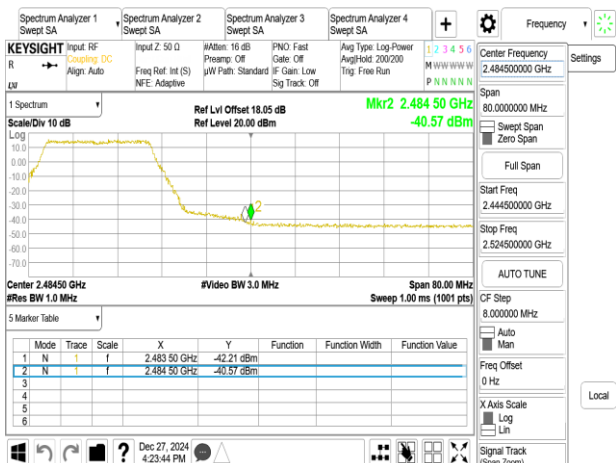 Spectrum Analyzer 1
Swept SA
Spectrum Analyzer 2
Swept SA
Spectrum Analyzer 3
Swept SA
Spectrum Analyzer 4
Swept SA
+
Frequency
KEYSIGHT
R
Input: RF
Coupling: DC
Align: Auto
Input Z: 50 Ω
Freq Ref: Int (S)
NFE: Adaptive
#Atten: 16 dB
Preamp: Off
µW Path: Standard
PNO: Fast
Gate: Off
IF Gain: Low
Sig Track: Off
Avg Type: Log-Power
Avg|Hold: 200/200
Trig: Free Run
1 2 3 4 5 6
M W W W W W
P N N N N N
1 Spectrum
Scale/Div 10 dB
Ref Lvl Offset 18.05 dB
Ref Level 20.00 dBm
Mkr2 2.484 50 GHz
-40.57 dBm
Log
10.0
0.00
-10.0
-20.0
-30.0
-40.0
-50.0
-60.0
-70.0
2
Center 2.48450 GHz
#Res BW 1.0 MHz
#Video BW 3.0 MHz
Span 80.00 MHz
Sweep 1.00 ms (1001 pts)
5 Marker Table
Mode Trace Scale X Y Function Function Width Function Value
1 N 1 f 2.483 50 GHz -42.21 dBm
2 N 1 f 2.484 50 GHz -40.57 dBm
3
4
5
6
Dec 27, 2024
4:23:44 PM
?
Center Frequency
2.484500000 GHz
Settings
Span
80.0000000 MHz
Swept Span
Zero Span
Full Span
Start Freq
2.444500000 GHz
Stop Freq
2.524500000 GHz
AUTO TUNE
CF Step
8.000000 MHz
Auto
Man
Freq Offset
0 Hz
X Axis Scale
Log
Lin
Local
Signal Track
(Span Zoom)